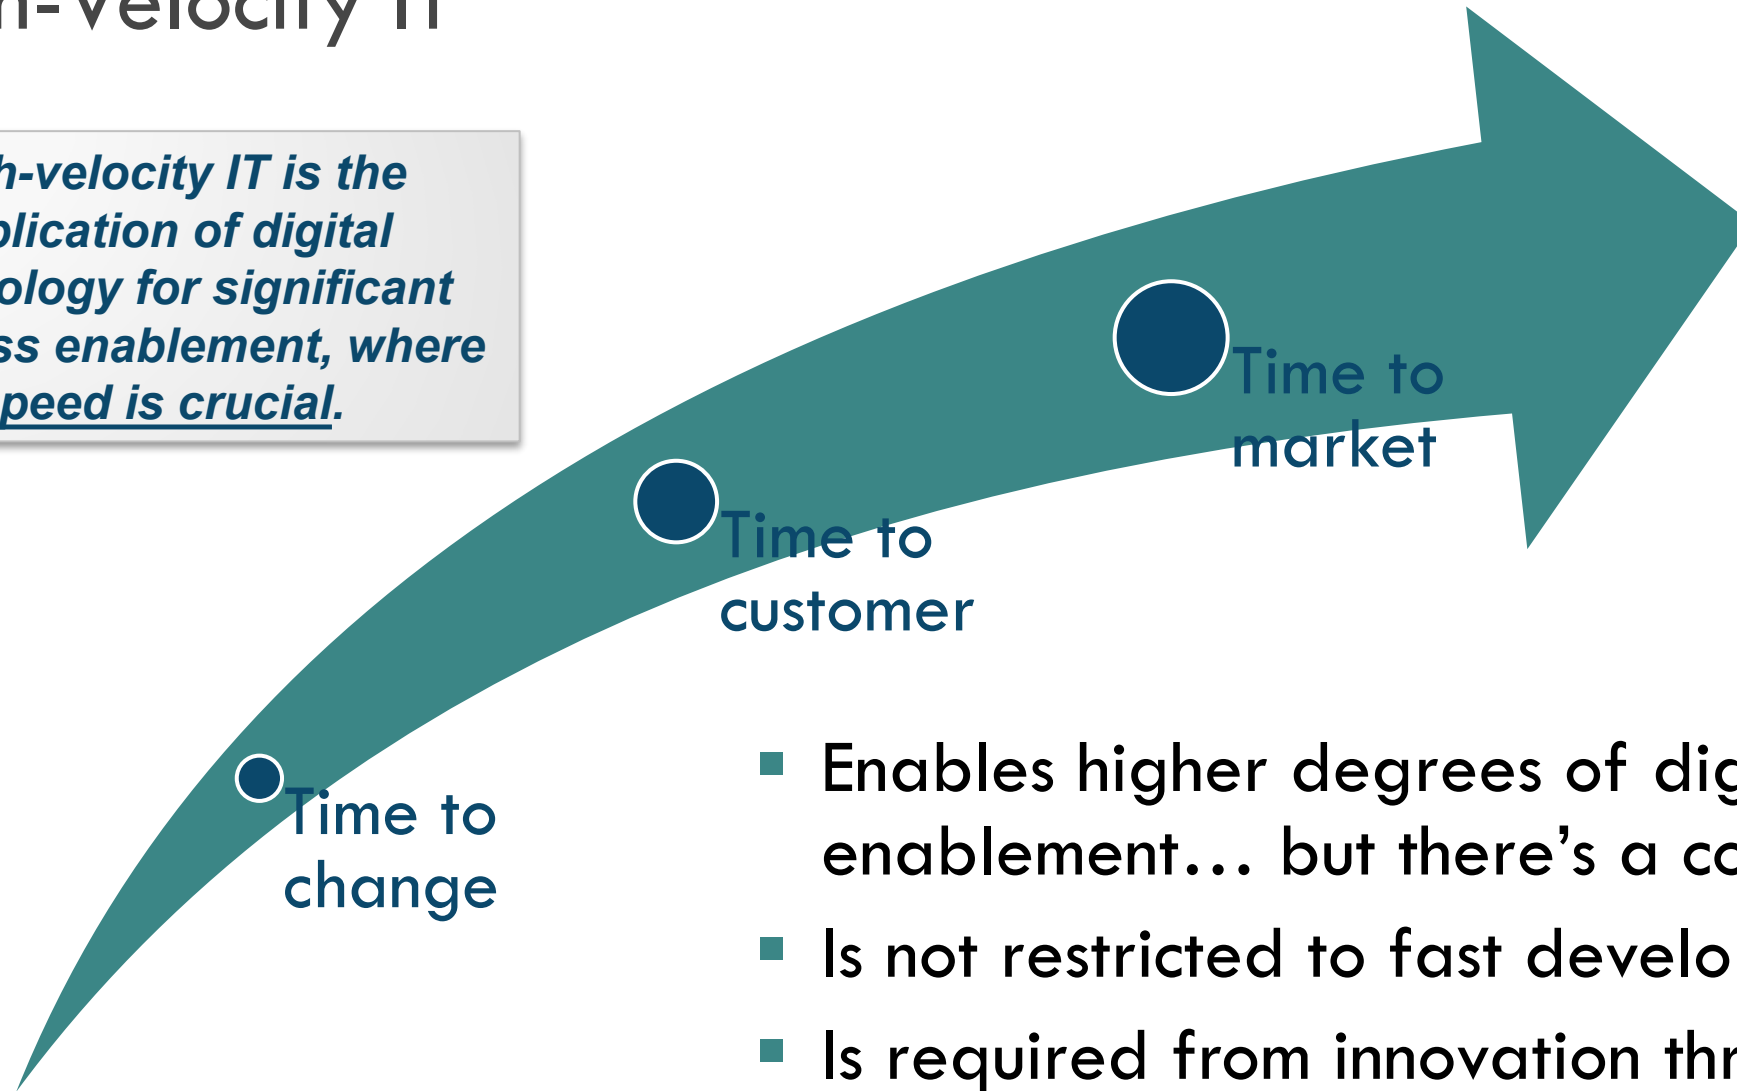 h-Velocity IT
h-velocity IT is the
plication of digital
ology for significant
ss enablement, where
peed is crucial.
Time to
market
Time to
customer
Time to
change
▪ Enables higher degrees of dig
enablement… but there’s a co
▪ Is not restricted to fast develo
▪ Is required from innovation thr